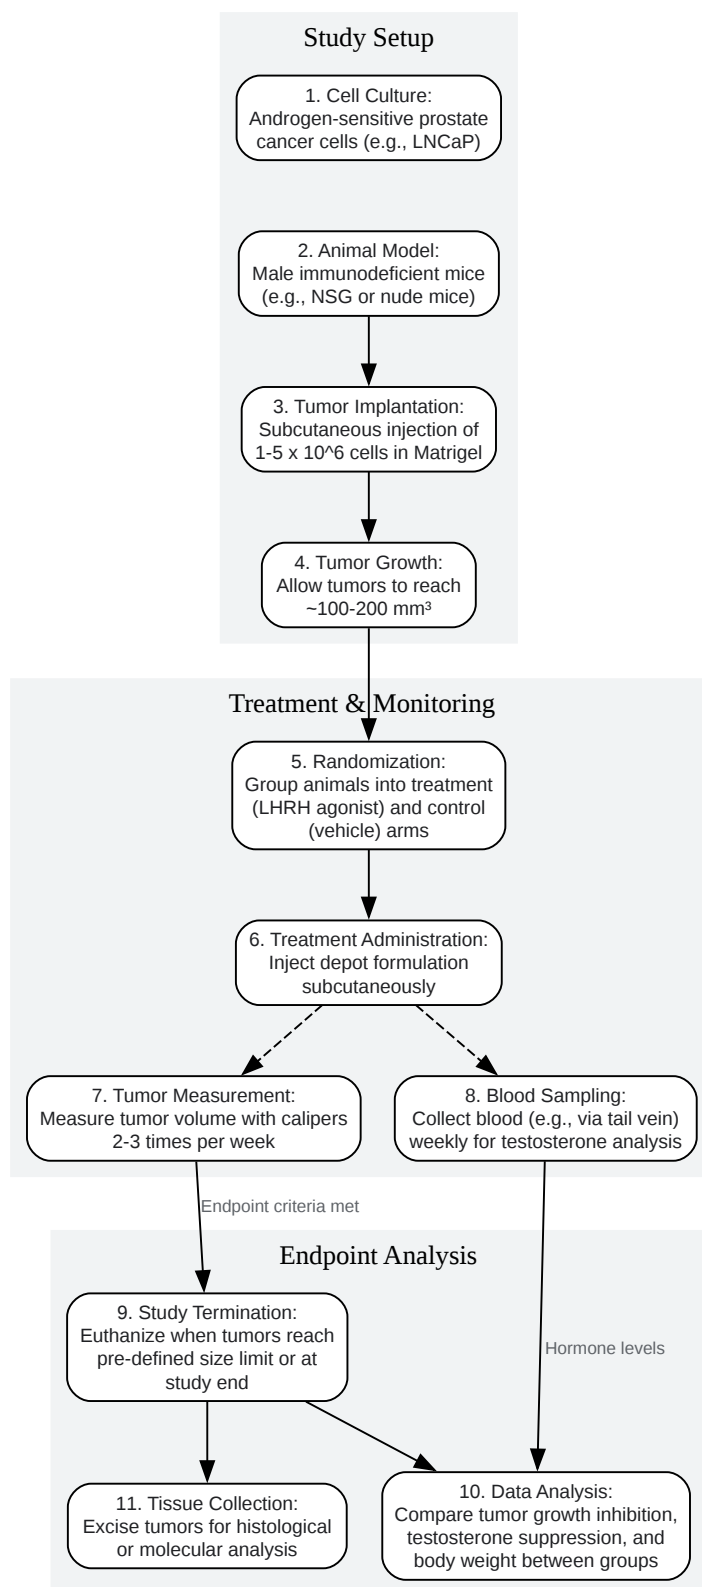 Study Setup
1. Cell Culture:
Androgen-sensitive prostate
cancer cells (e.g., LNCaP)
2. Animal Model:
Male immunodeficient mice
(e.g., NSG or nude mice)
3. Tumor Implantation:
Subcutaneous injection of
1-5 x 10^6 cells in Matrigel
4. Tumor Growth:
Allow tumors to reach
~100-200 mm³
Treatment & Monitoring
5. Randomization:
Group animals into treatment
(LHRH agonist) and control
(vehicle) arms
6. Treatment Administration:
Inject depot formulation
subcutaneously
7. Tumor Measurement:
Measure tumor volume with calipers
2-3 times per week
8. Blood Sampling:
Collect blood (e.g., via tail vein)
weekly for testosterone analysis
Endpoint criteria met
Endpoint Analysis
9. Study Termination:
Euthanize when tumors reach
pre-defined size limit or at
study end
Hormone levels
11. Tissue Collection:
Excise tumors for histological
or molecular analysis
10. Data Analysis:
Compare tumor growth inhibition,
testosterone suppression, and
body weight between groups